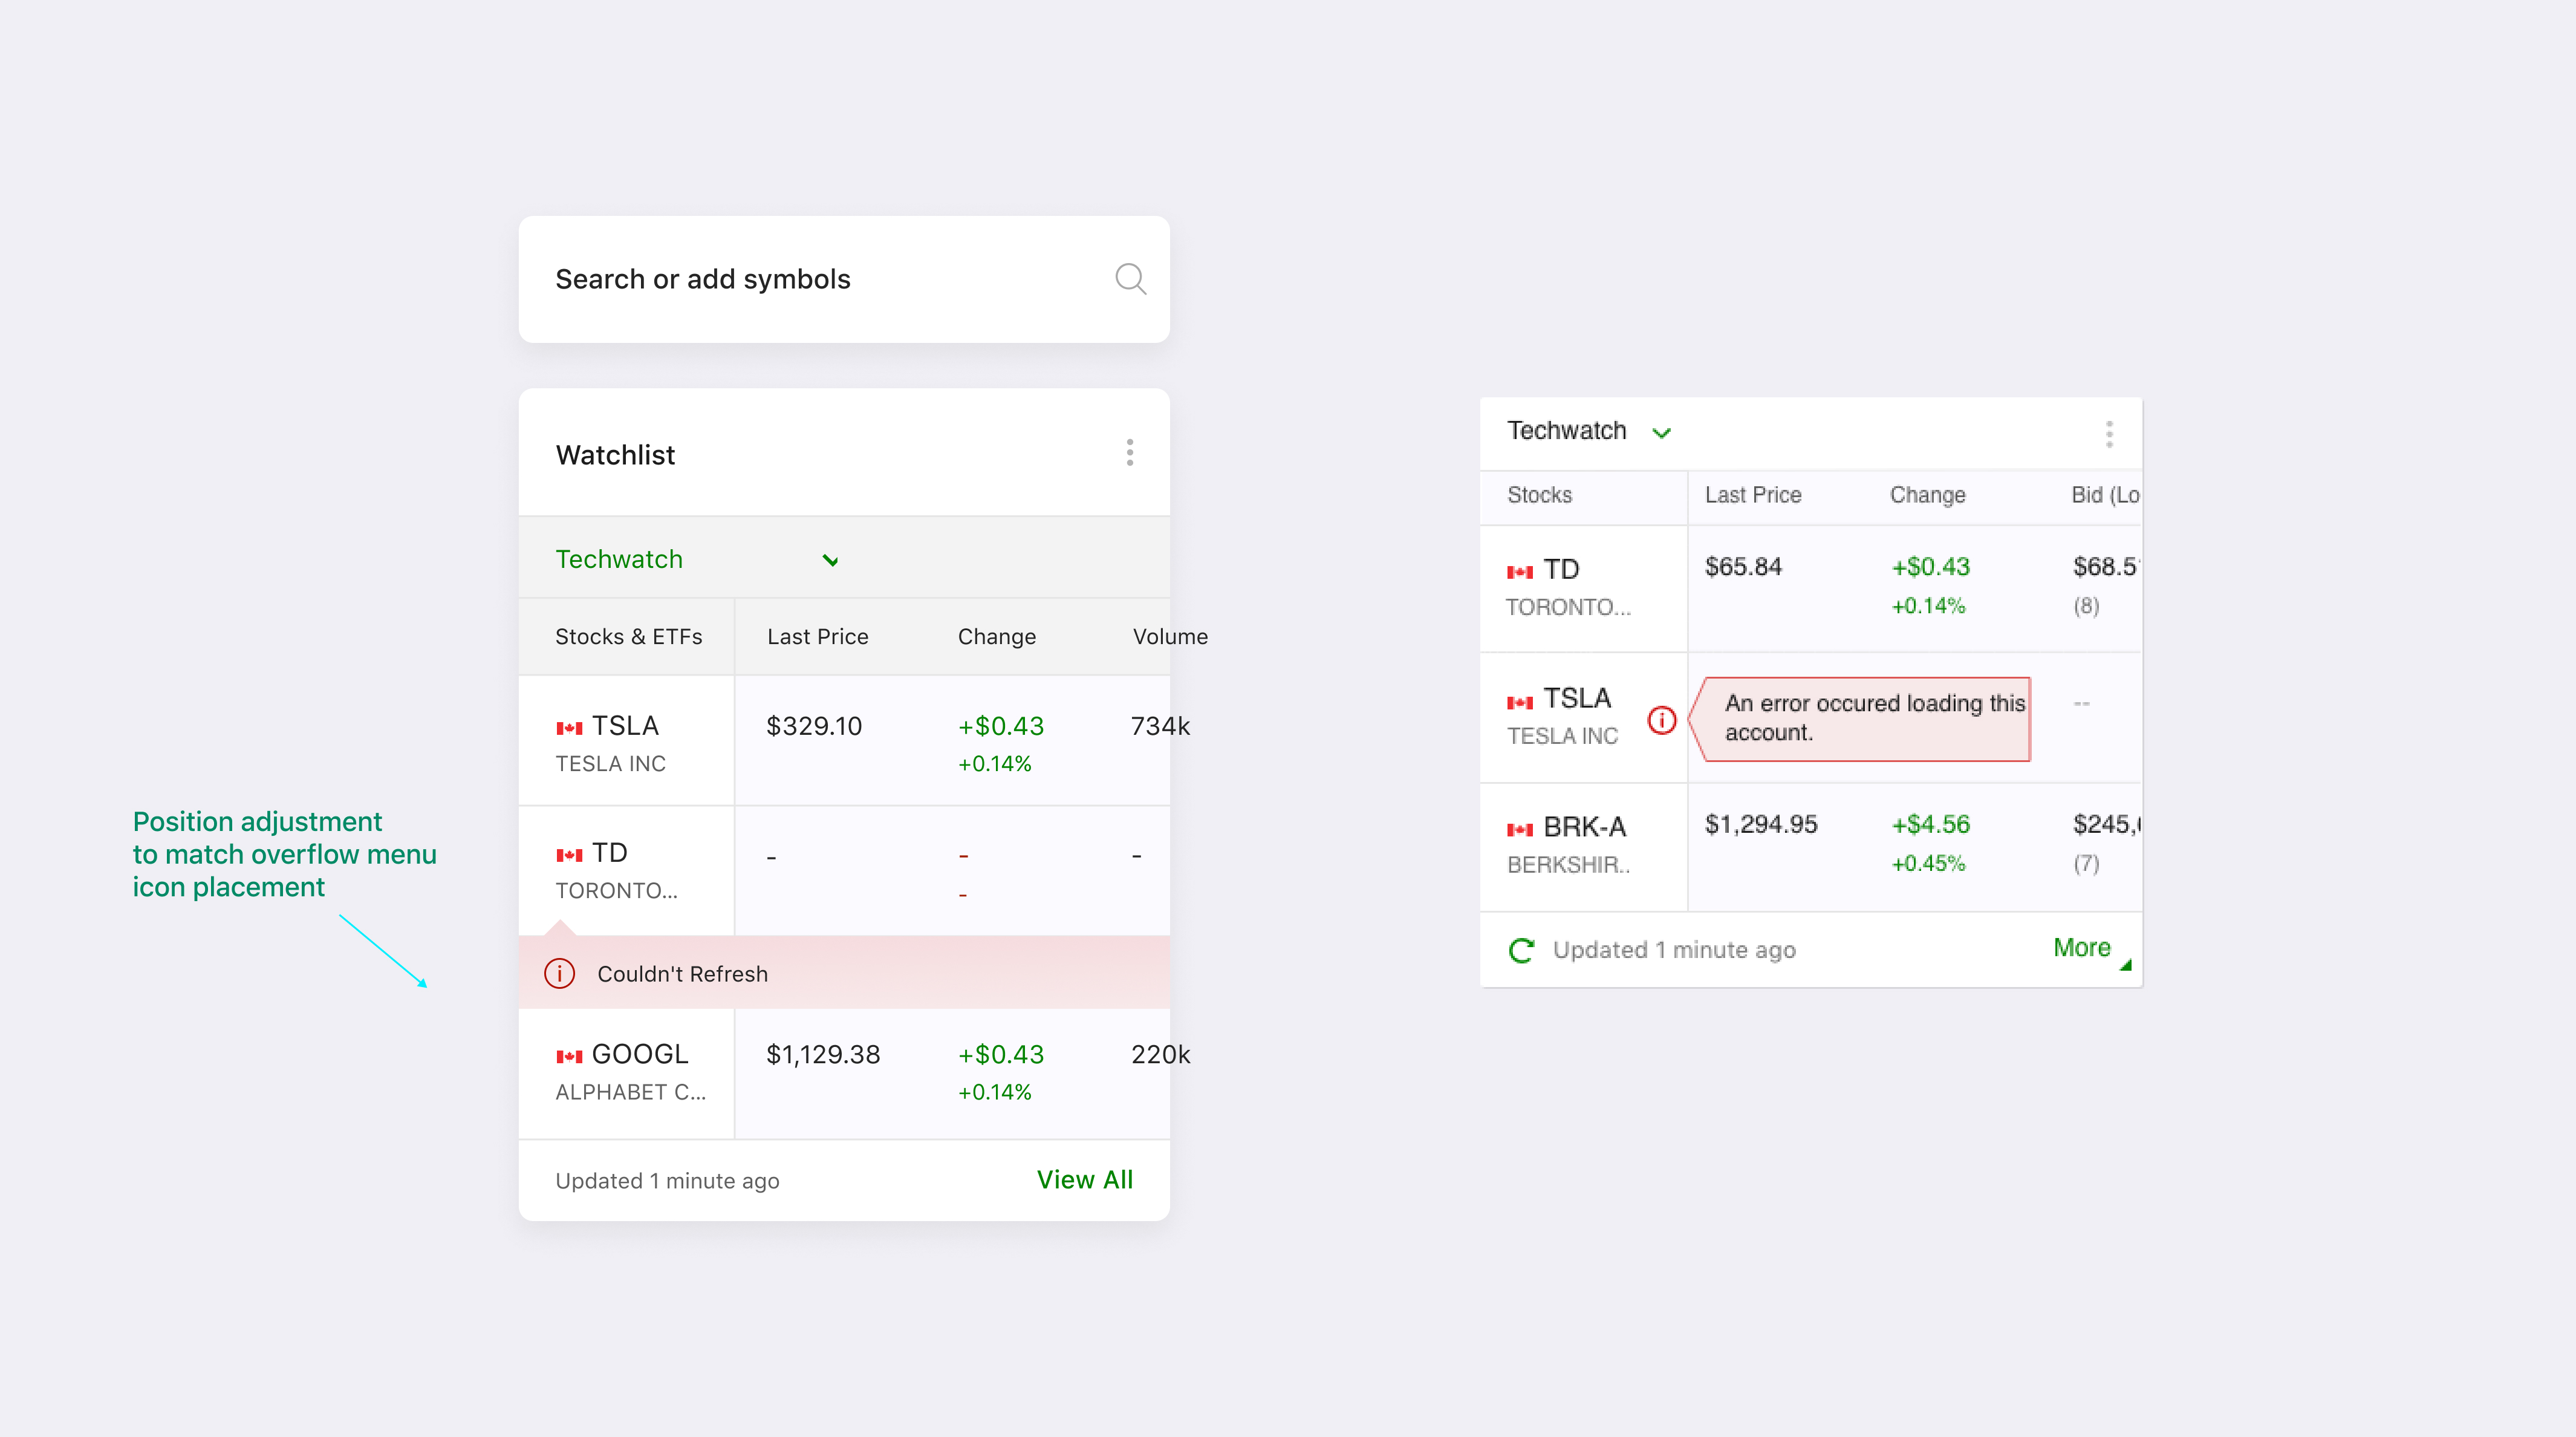 Search or add symbols
Watchlist
Techwatch
Stocks & ETFs Last Price Change Volume
TSLA $329.10 +$0.43 734k
TESLA INC +0.14%
TD - - -
TORONTO... -
Couldn't Refresh
GOOGL $1,129.38 +$0.43 220k
ALPHABET C... +0.14%
Updated 1 minute ago View All
Position adjustment
to match overflow menu
icon placement
Techwatch
Stocks Last Price Change Bid (Lo
TD $65.84 +$0.43 $68.5
TORONTO... +0.14% (8)
TSLA An error occured loading this --
TESLA INC account.
BRK-A $1,294.95 +$4.56 $245,
BERKSHIR.. +0.45% (7)
Updated 1 minute ago More